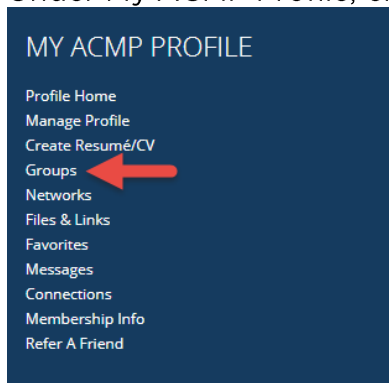 MY ACMP PROFILE
Profile Home
Manage Profile
Create Resumé/CV
Groups
Networks
Files & Links
Favorites
Messages
Connections
Membership Info
Refer A Friend